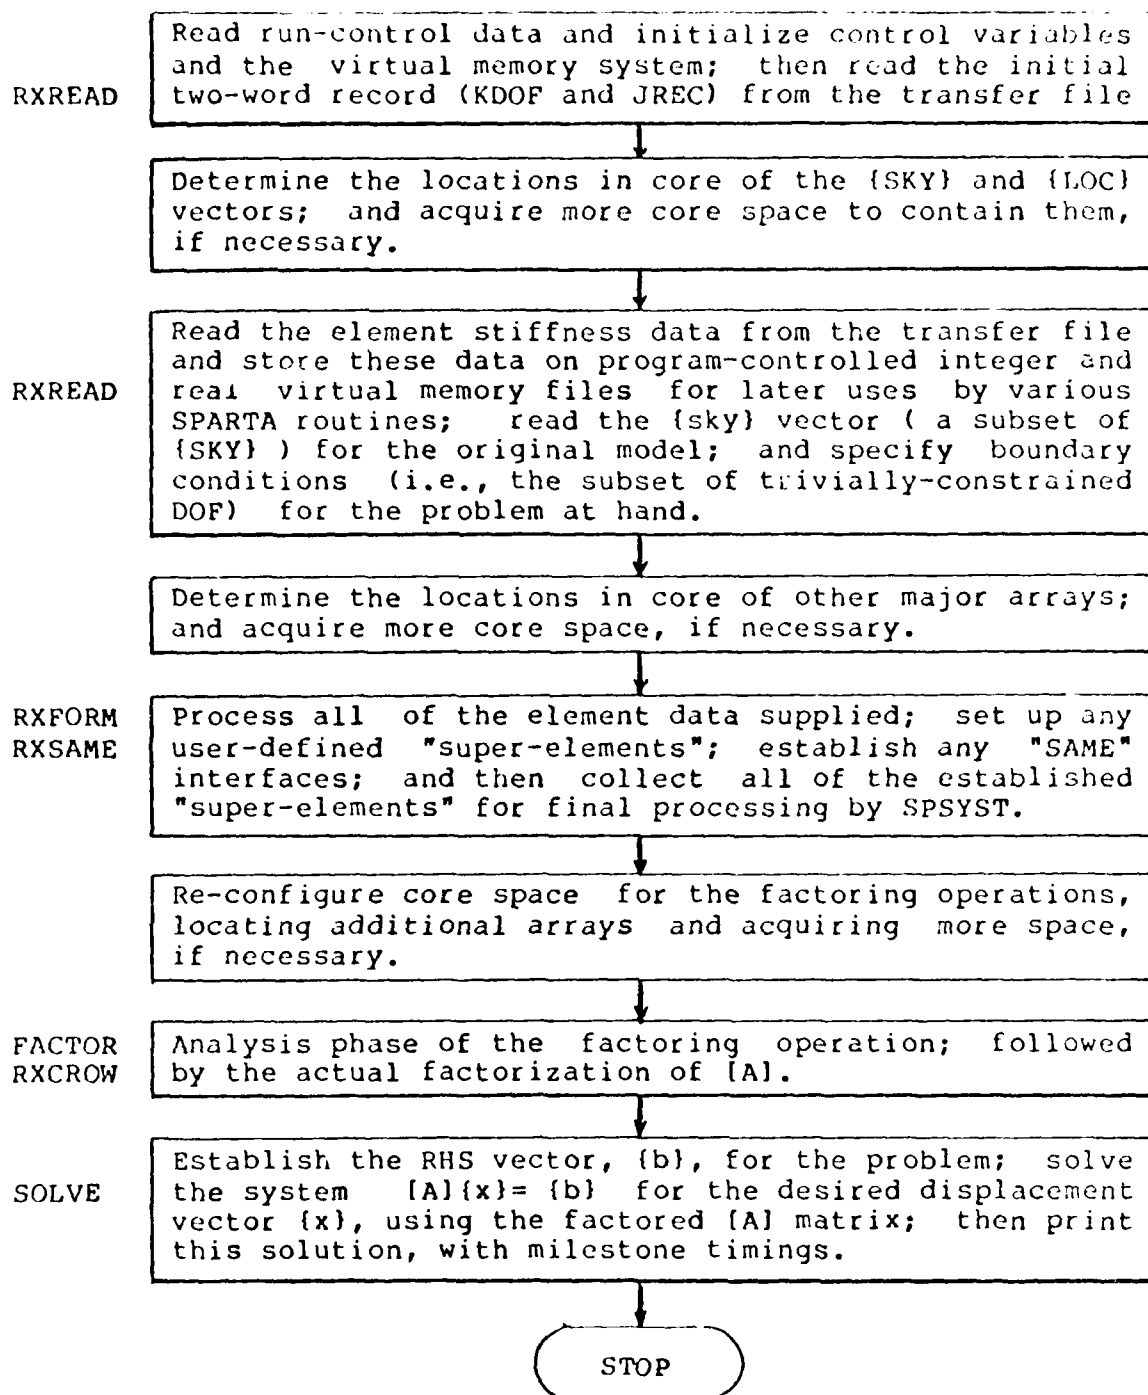 Read run-control data and initialize control variables
and the virtual memory system; then read the initial
RXREAD two-word record (KDOF and JREC) from the transfer file
Determine the locations in core of the {SKY} and {LOC}
vectors; and acquire more core space to contain them,
if necessary.
Read the element stiffness data from the transfer file
and store these data on program-controlled integer and
RXREAD real virtual memory files for later uses by various
SPARTA routines; read the {sky} vector ( a subset of
{SKY} ) for the original model; and specify boundary
conditions (i.e., the subset of trivially-constrained
DOF) for the problem at hand.
Determine the locations in core of other major arrays;
and acquire more core space, if necessary.
RXFORM Process all of the element data supplied; set up any
RXSAME user-defined "super-elements"; establish any "SAME"
interfaces; and then collect all of the established
"super-elements" for final processing by SPSYST.
Re-configure core space for the factoring operations,
locating additional arrays and acquiring more space,
if necessary.
FACTOR Analysis phase of the factoring operation; followed
RXCROW by the actual factorization of [A].
Establish the RHS vector, {b}, for the problem; solve
SOLVE the system [A]{x}= {b} for the desired displacement
vector {x}, using the factored [A] matrix; then print
this solution, with milestone timings.
STOP